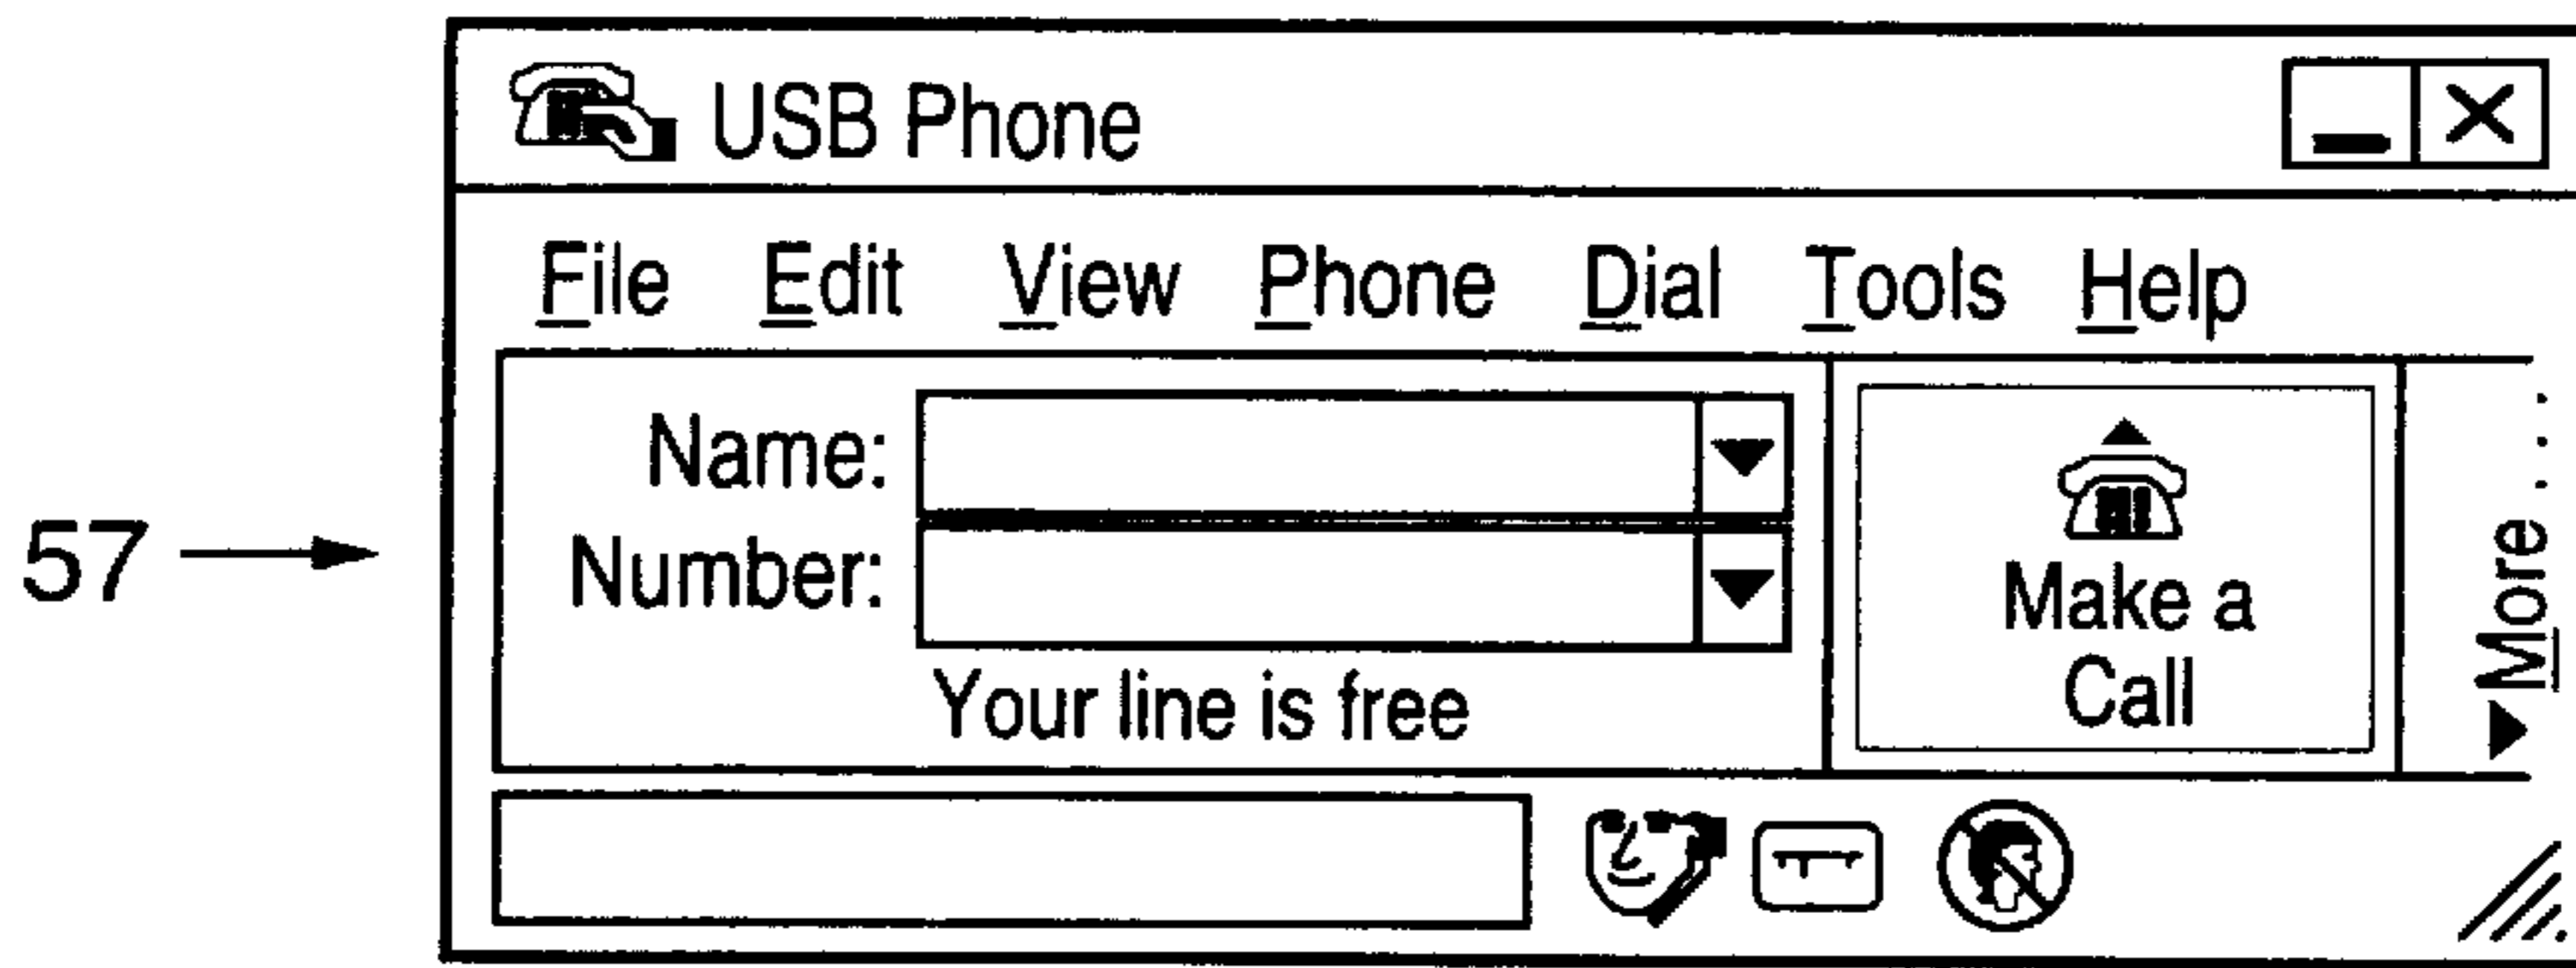 USB Phone
File Edit View Phone Dial Tools Help
Name:
Number:
Your line is free
Make a
Call
More ...
57